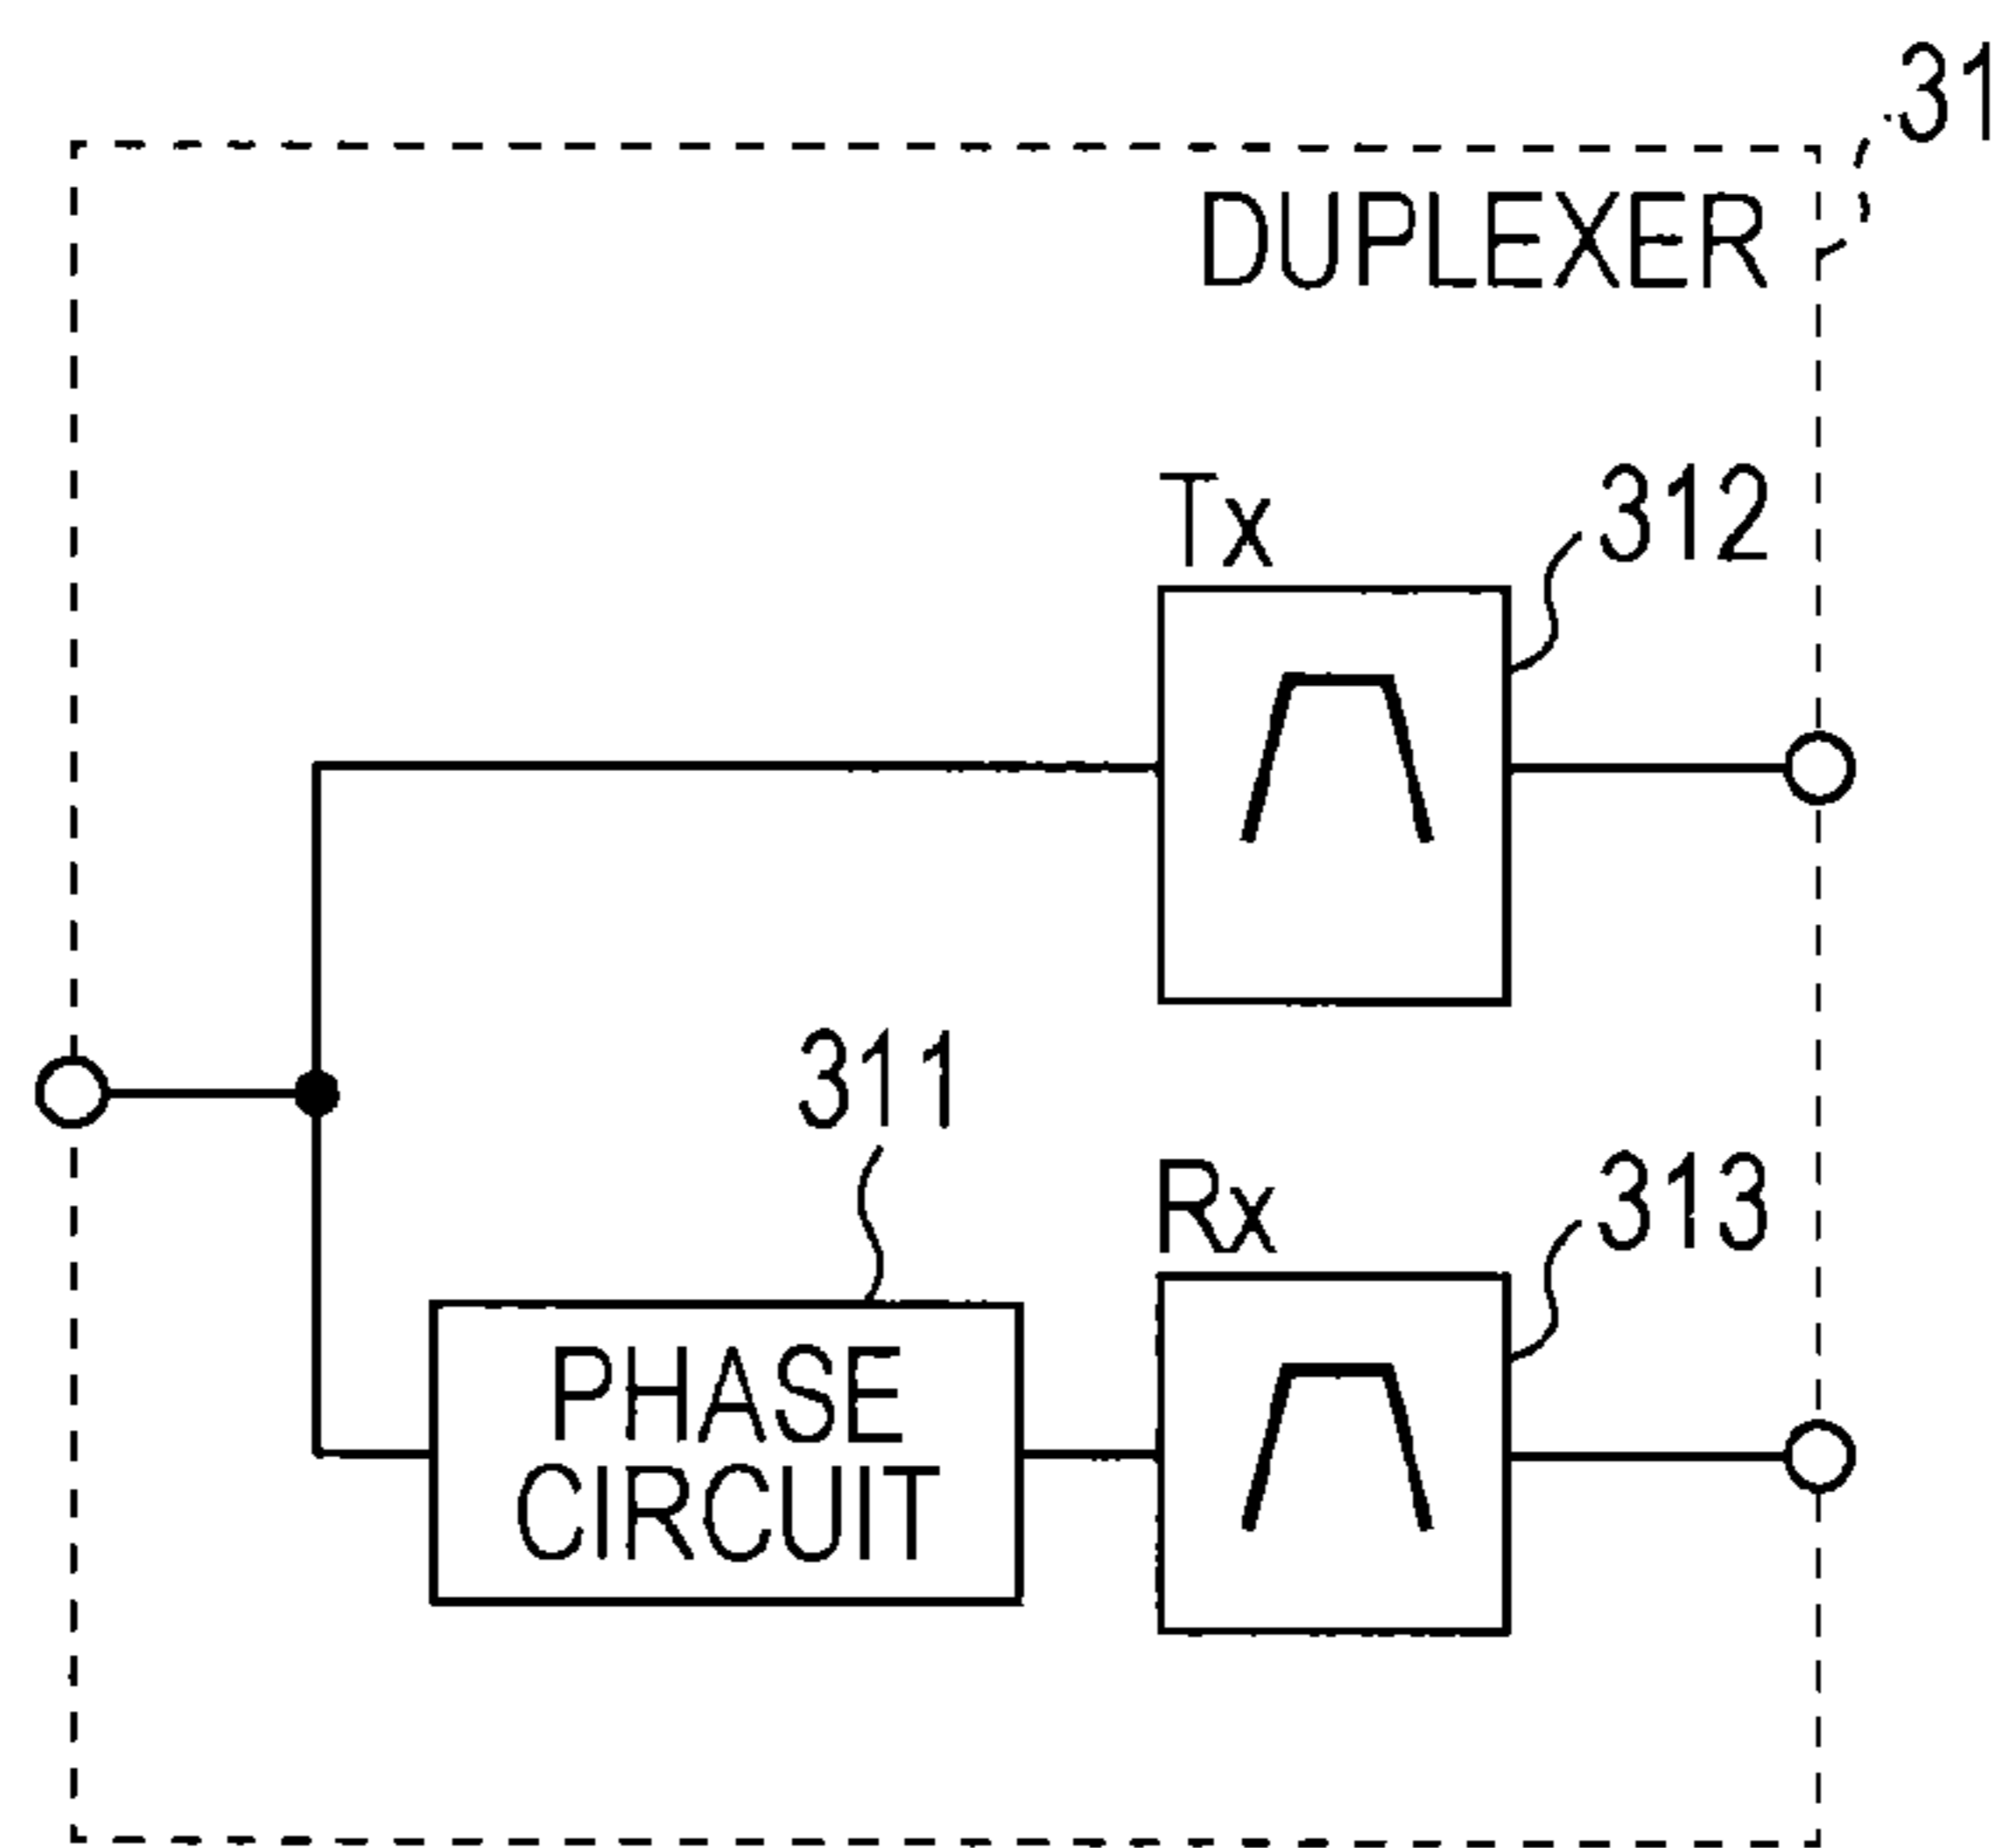 31
DUPLEXER
Tx
312
311
Rx
313
PHASE
CIRCUIT